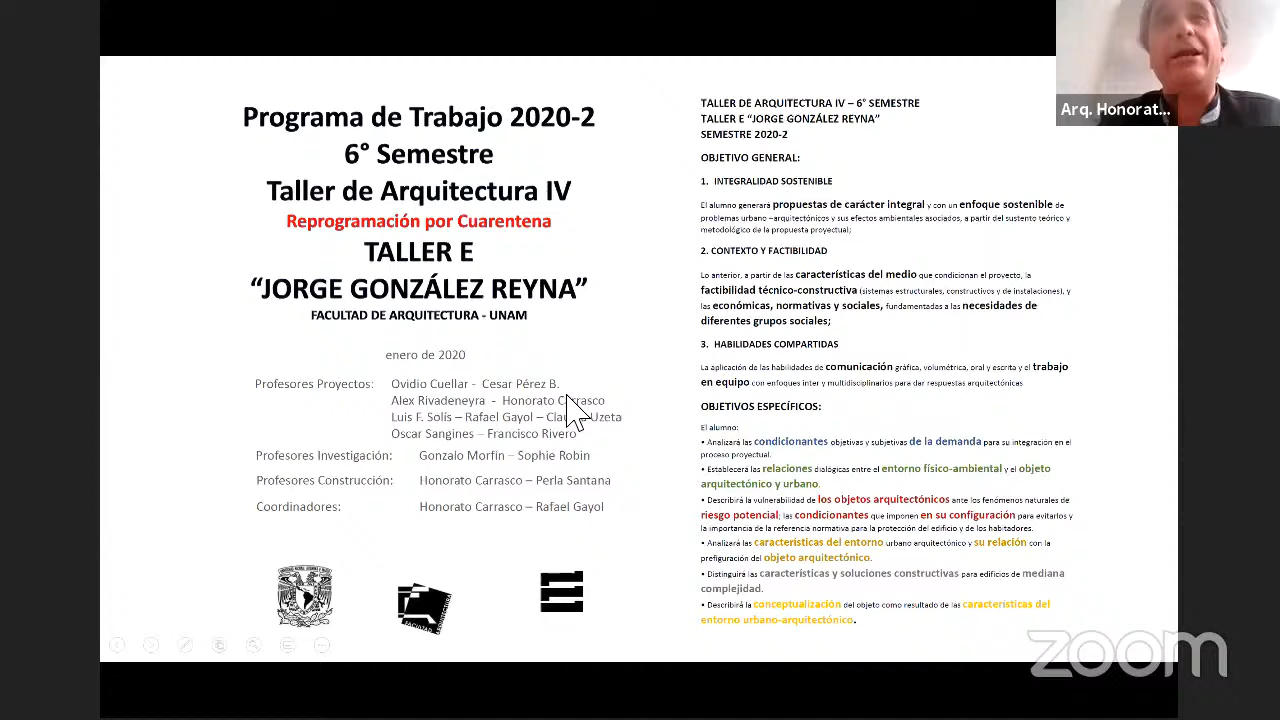 Programa de Trabajo 2020-2
6° Semestre
Taller de Arquitectura IV
Reprogramación por Cuarentena
TALLER E
“JORGE GONZÁLEZ REYNA”
FACULTAD DE ARQUITECTURA - UNAM
enero de 2020
Profesores Proyectos: Ovidio Cuellar - Cesar Pérez B.
Alex Rivadeneyra - Honorato Carrasco
Luis F. Solís – Rafael Gayol – Uzeta
Oscar Sangines – Francisco Rivero
Profesores Investigación: Gonzalo Morfín – Sophie Robin
Profesores Construcción: Honorato Carrasco – Perla Santana
Coordinadores: Honorato Carrasco – Rafael Gayol
TALLER DE ARQUITECTURA IV – 6° SEMESTRE
TALLER E “JORGE GONZÁLEZ REYNA”
SEMESTRE 2020-2
OBJETIVO GENERAL:
1. INTEGRALIDAD SOSTENIBLE
El alumno generará propuestas de carácter integral y con un enfoque sostenible de
problemas urbano –arquitectónicos y sus efectos ambientales asociados, a partir del sustento teórico y
metodológico de la propuesta proyectual;
2. CONTEXTO Y FACTIBILIDAD
Lo anterior, a partir de las características del medio que condicionan el proyecto, la
factibilidad técnico-constructiva (sistemas estructurales, constructivos y de instalaciones), y
las económicas, normativas y sociales, fundamentadas a las necesidades de
diferentes grupos sociales;
3. HABILIDADES COMPARTIDAS
La aplicación de las habilidades de comunicación gráfica, volumétrica, oral y escrita y el trabajo
en equipo con enfoques inter y multidisciplinarios para dar respuestas arquitectónicas
OBJETIVOS ESPECÍFICOS:
El alumno:
• Analizará las condicionantes objetivas y subjetivas de la demanda para su integración en el
proceso proyectual.
• Establecerá las relaciones dialógicas entre el entorno físico-ambiental y el objeto
arquitectónico y urbano.
• Describirá la vulnerabilidad de los objetos arquitectónicos ante los fenómenos naturales de
riesgo potencial; las condicionantes que imponen en su configuración para evitarlos y
la importancia de la referencia normativa para la protección del edificio y de los habitadores.
• Analizará las características del entorno urbano arquitectónico y su relación con la
prefiguración del objeto arquitectónico.
• Distinguirá las características y soluciones constructivas para edificios de mediana
complejidad.
• Describirá la conceptualización del objeto como resultado de las características del
entorno urbano-arquitectónico.
Arq. Honorat...
zoom